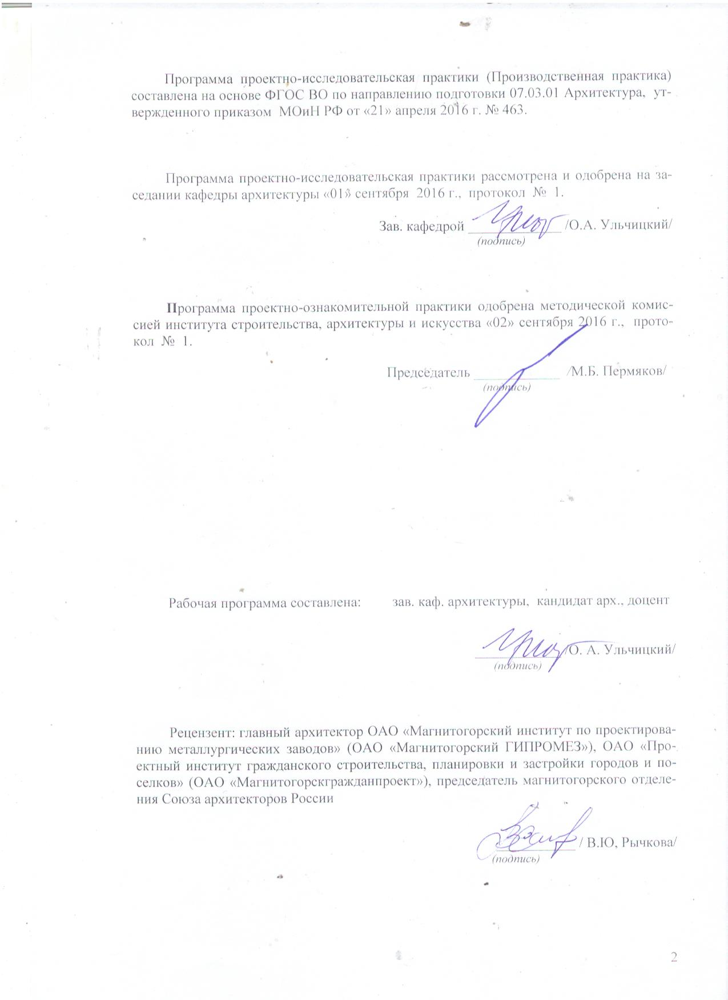 Программа проектно-исследовательская практики (Производственная практика)
составлена на основе ФГОС ВО по направлению подготовки 07.03.01 Архитектура, ут-
вержденного приказом МОиН РФ от «21» апреля 2016 г. № 463.
Программа проектно-исследовательская практики рассмотрена и одобрена на за-
седании кафедры архитектуры «01» сентября 2016 г., протокол № 1.
Зав. кафедрой _____________ /О.А. Ульчицкий/
(подпись)
Программа проектно-ознакомительной практики одобрена методической комис-
сией института строительства, архитектуры и искусства «02» сентября 2016 г., прото-
кол № 1.
Председатель ____________ /М.Б. Пермяков/
(подпись)
Рабочая программа составлена: зав. каф. архитектуры, кандидат арх., доцент
____________/О. А. Ульчицкий/
(подпись)
Рецензент: главный архитектор ОАО «Магнитогорский институт по проектирова-
нию металлургических заводов» (ОАО «Магнитогорский ГИПРОМЕЗ»), ОАО «Про-
ектный институт гражданского строительства, планировки и застройки городов и по-
селков» (ОАО «Магнитогорскгражданпроект»), председатель магнитогорского отделе-
ния Союза архитекторов России
____________ / В.Ю, Рычкова/
(подпись)
2